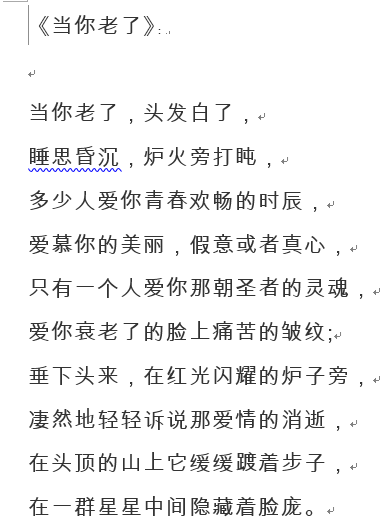 《当你老了》:
当你老了，头发白了，
睡思昏沉，炉火旁打盹，
多少人爱你青春欢畅的时辰，
爱慕你的美丽，假意或者真心，
只有一个人爱你那朝圣者的灵魂，
爱你衰老了的脸上痛苦的皱纹;
垂下头来，在红光闪耀的炉子旁，
凄然地轻轻诉说那爱情的消逝，
在头顶的山上它缓缓踱着步子，
在一群星星中间隐藏着脸庞。